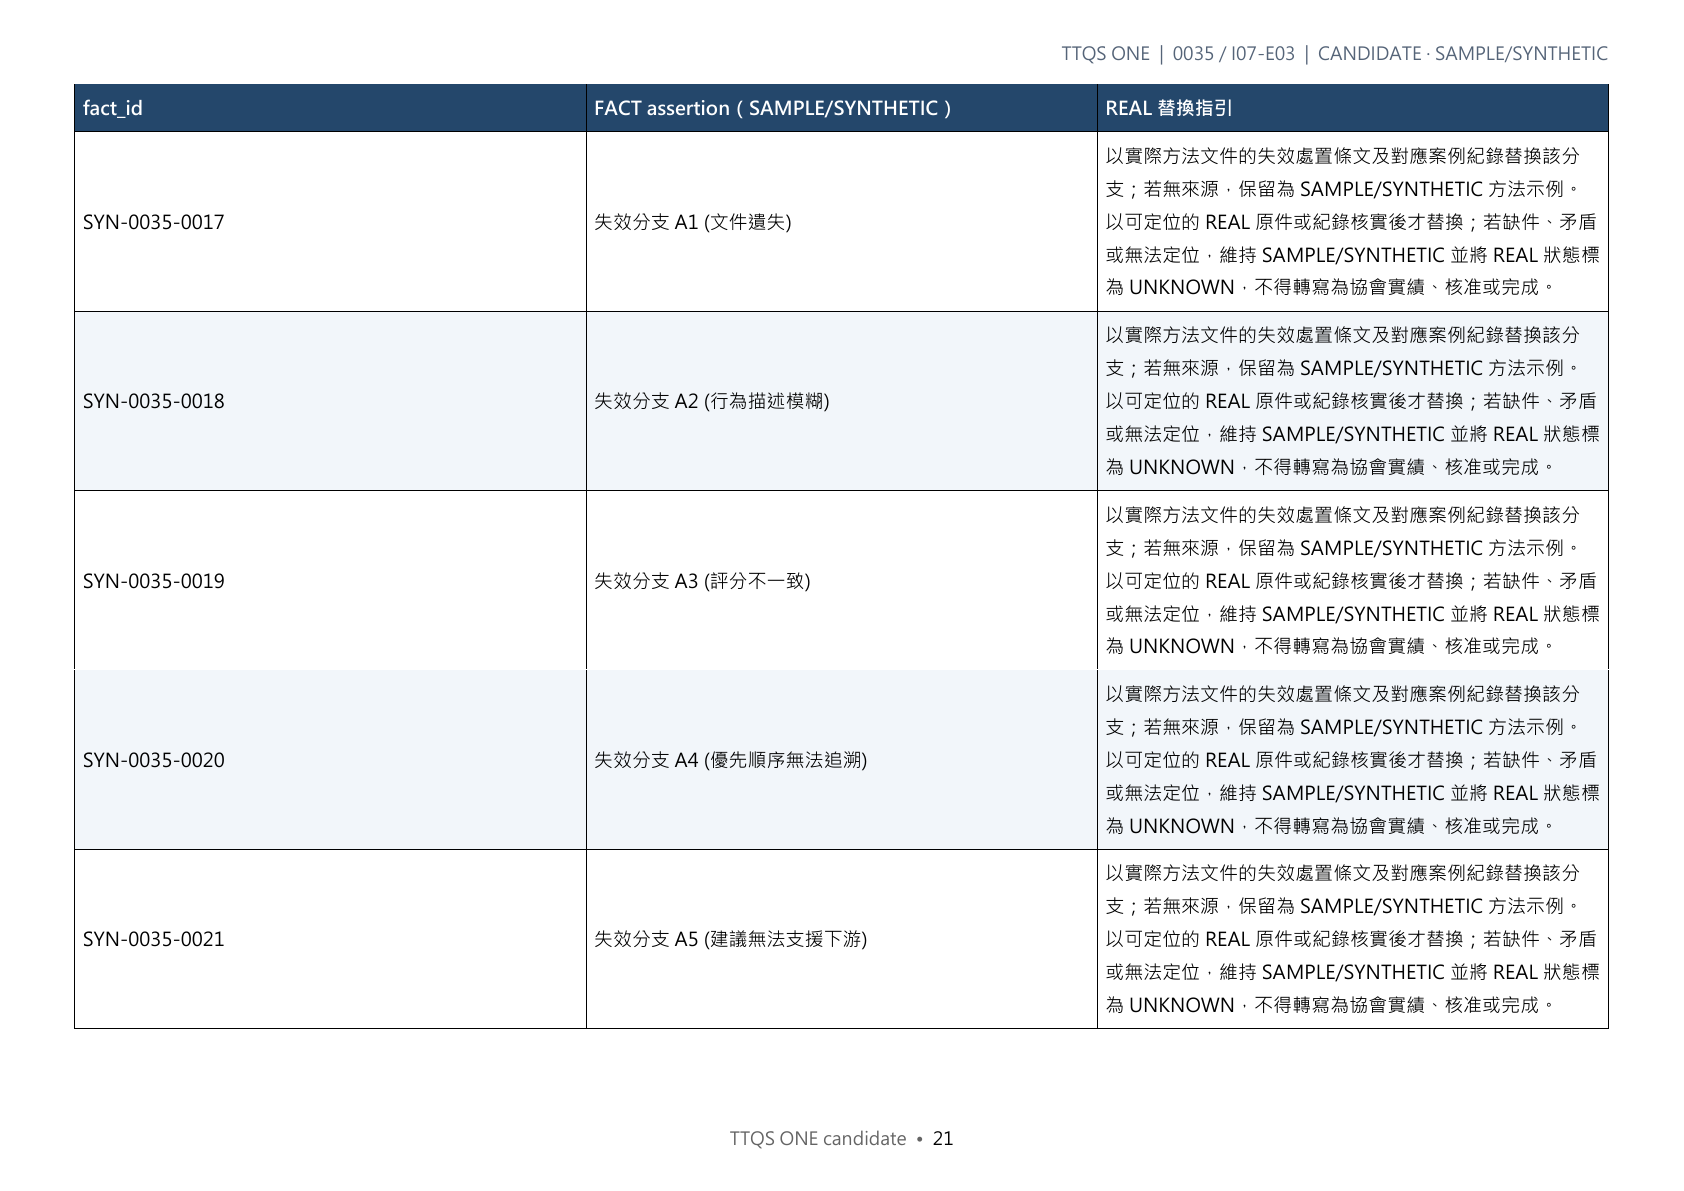 TTQS ONE | 0035 / I07-E03 | CANDIDATE · SAMPLE/SYNTHETIC
fact_id
FACT assertion（SAMPLE/SYNTHETIC）
REAL 替換指引
SYN-0035-0017
失效分支 A1 (文件遺失)
以實際方法文件的失效處置條文及對應案例紀錄替換該分
支；若無來源，保留為 SAMPLE/SYNTHETIC 方法示例。
以可定位的 REAL 原件或紀錄核實後才替換；若缺件、矛盾
或無法定位，維持 SAMPLE/SYNTHETIC 並將 REAL 狀態標
為 UNKNOWN，不得轉寫為協會實績、核准或完成。
SYN-0035-0018
失效分支 A2 (行為描述模糊)
以實際方法文件的失效處置條文及對應案例紀錄替換該分
支；若無來源，保留為 SAMPLE/SYNTHETIC 方法示例。
以可定位的 REAL 原件或紀錄核實後才替換；若缺件、矛盾
或無法定位，維持 SAMPLE/SYNTHETIC 並將 REAL 狀態標
為 UNKNOWN，不得轉寫為協會實績、核准或完成。
SYN-0035-0019
失效分支 A3 (評分不一致)
以實際方法文件的失效處置條文及對應案例紀錄替換該分
支；若無來源，保留為 SAMPLE/SYNTHETIC 方法示例。
以可定位的 REAL 原件或紀錄核實後才替換；若缺件、矛盾
或無法定位，維持 SAMPLE/SYNTHETIC 並將 REAL 狀態標
為 UNKNOWN，不得轉寫為協會實績、核准或完成。
SYN-0035-0020
失效分支 A4 (優先順序無法追溯)
以實際方法文件的失效處置條文及對應案例紀錄替換該分
支；若無來源，保留為 SAMPLE/SYNTHETIC 方法示例。
以可定位的 REAL 原件或紀錄核實後才替換；若缺件、矛盾
或無法定位，維持 SAMPLE/SYNTHETIC 並將 REAL 狀態標
為 UNKNOWN，不得轉寫為協會實績、核准或完成。
SYN-0035-0021
失效分支 A5 (建議無法支援下游)
以實際方法文件的失效處置條文及對應案例紀錄替換該分
支；若無來源，保留為 SAMPLE/SYNTHETIC 方法示例。
以可定位的 REAL 原件或紀錄核實後才替換；若缺件、矛盾
或無法定位，維持 SAMPLE/SYNTHETIC 並將 REAL 狀態標
為 UNKNOWN，不得轉寫為協會實績、核准或完成。
TTQS ONE candidate • 21